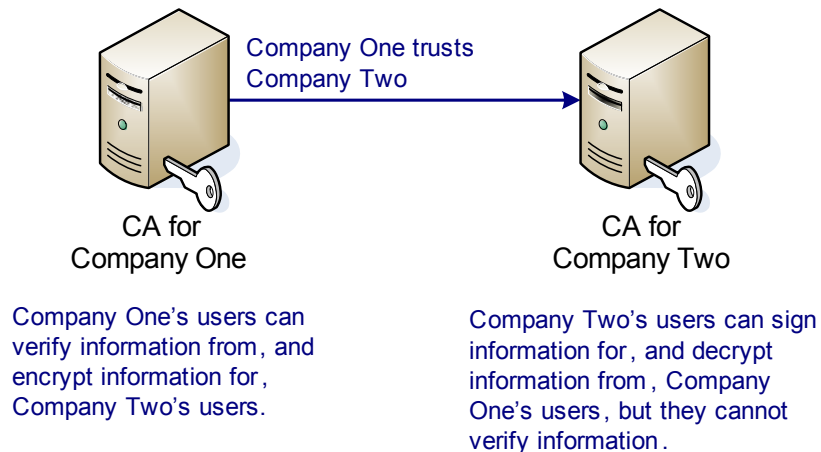 Company One trusts
Company Two
CA for
Company One
CA for
Company Two
Company One’s users can
verify information from, and
encrypt information for,
Company Two’s users.
Company Two’s users can sign
information for, and decrypt
information from, Company
One’s users, but they cannot
verify information.